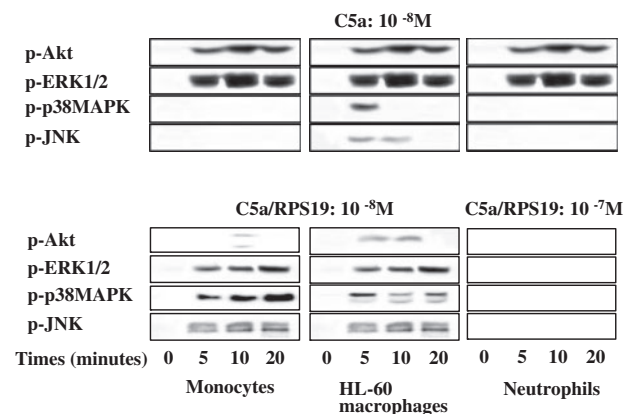 C5a: 10 -8M
p-Akt
p-ERK1/2
p-p38MAPK
p-JNK
C5a/RPS19: 10 -8M C5a/RPS19: 10 -7M
p-Akt
p-ERK1/2
p-p38MAPK
p-JNK
Times (minutes) 0 5 10 20 0 5 10 20 0 5 10 20
Monocytes HL-60 macrophages Neutrophils